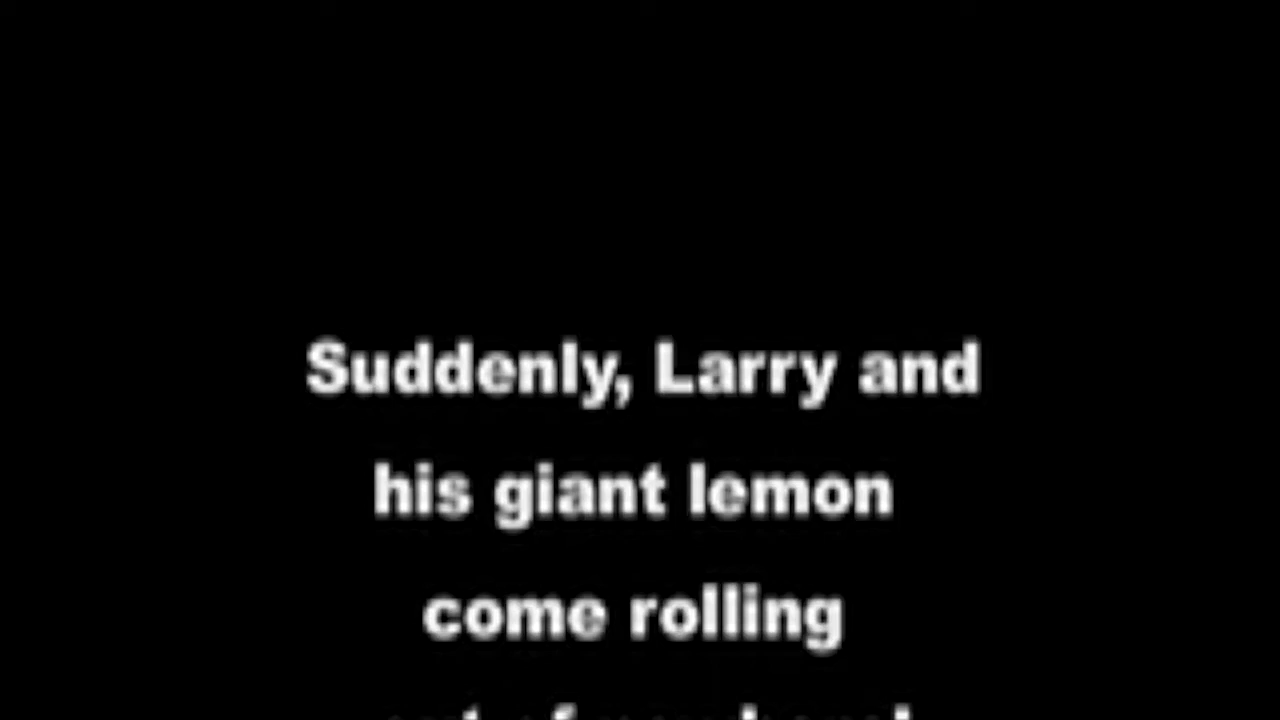 Suddenly, Larry and
his giant lemon
come rolling